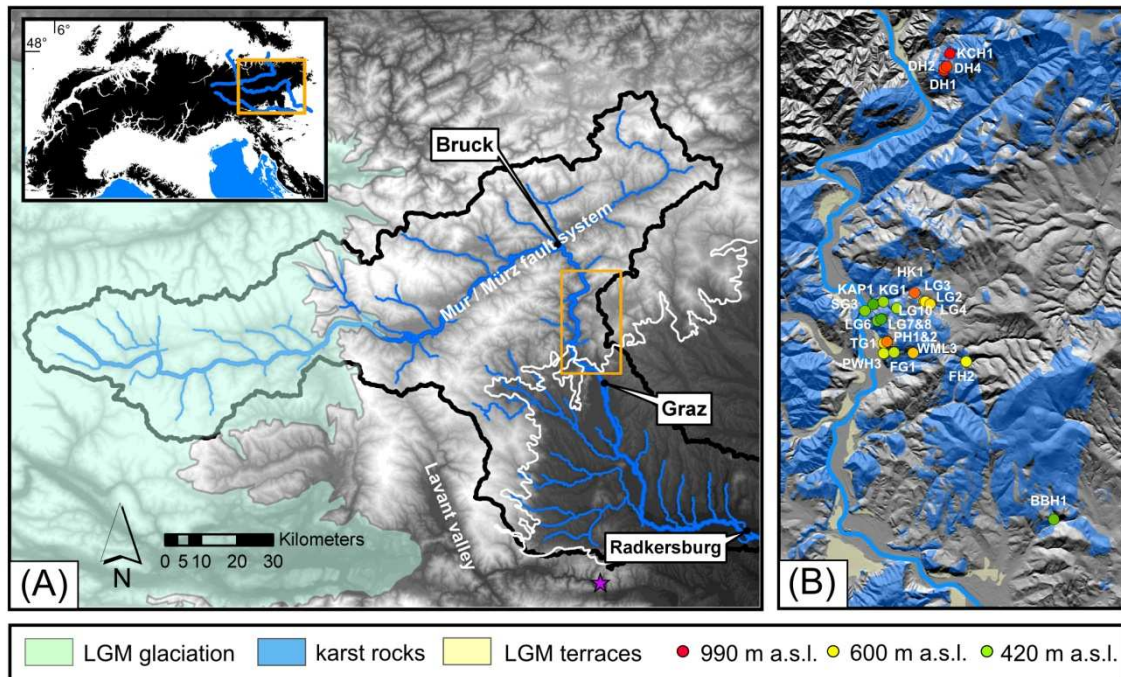 48°
6°
Bruck
Mur / Mürz fault system
Graz
Lavant valley
Radkersburg
Kilometers
0 5 10 20 30
N
(A)
KCH1
DH2
DH4
DH1
HK1
LG3
KAP1
KG1
LG2
SG3
LG10
LG4
LG6
LG7&8
TG1
PH1&2
WML3
PWH3
FG1
FH2
BBH1
(B)
LGM glaciation
karst rocks
LGM terraces
990 m a.s.l.
600 m a.s.l.
420 m a.s.l.